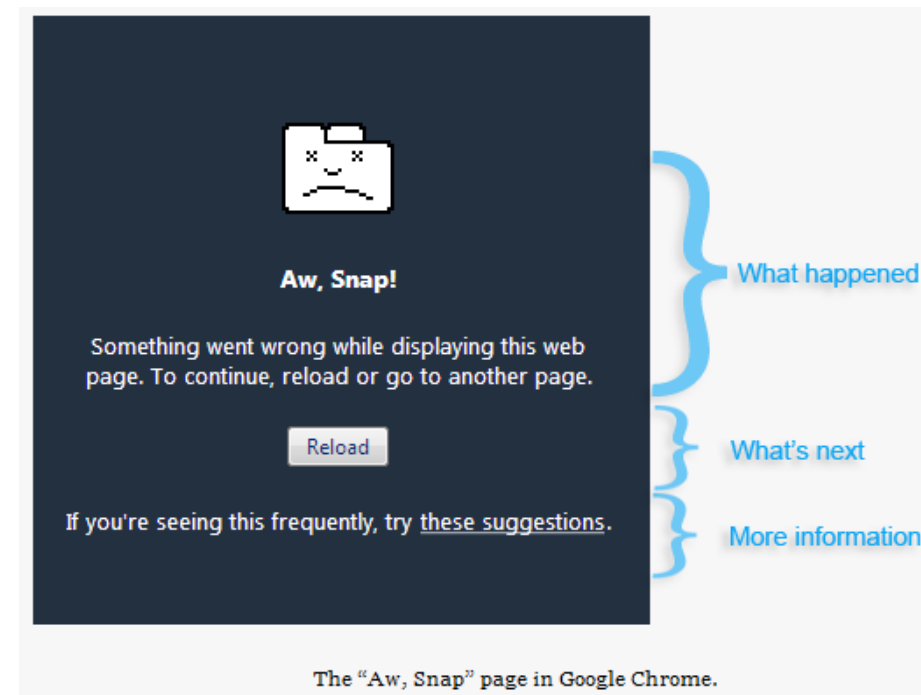 Aw, Snap!
What happened
Something went wrong while displaying this web
page. To continue, reload or go to another page.
Reload
What's next
If you're seeing this frequently, try these suggestions.
More information
The “Aw, Snap” page in Google Chrome.